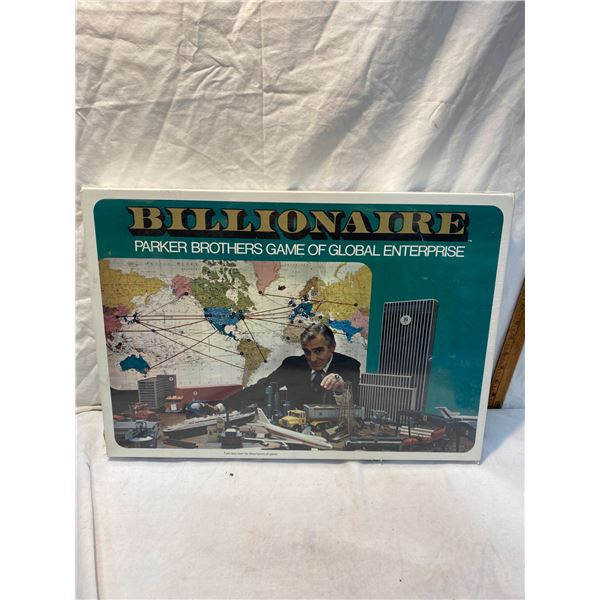 BILLIONAIRE
PARKER BROTHERS GAME OF GLOBAL ENTERPRISE